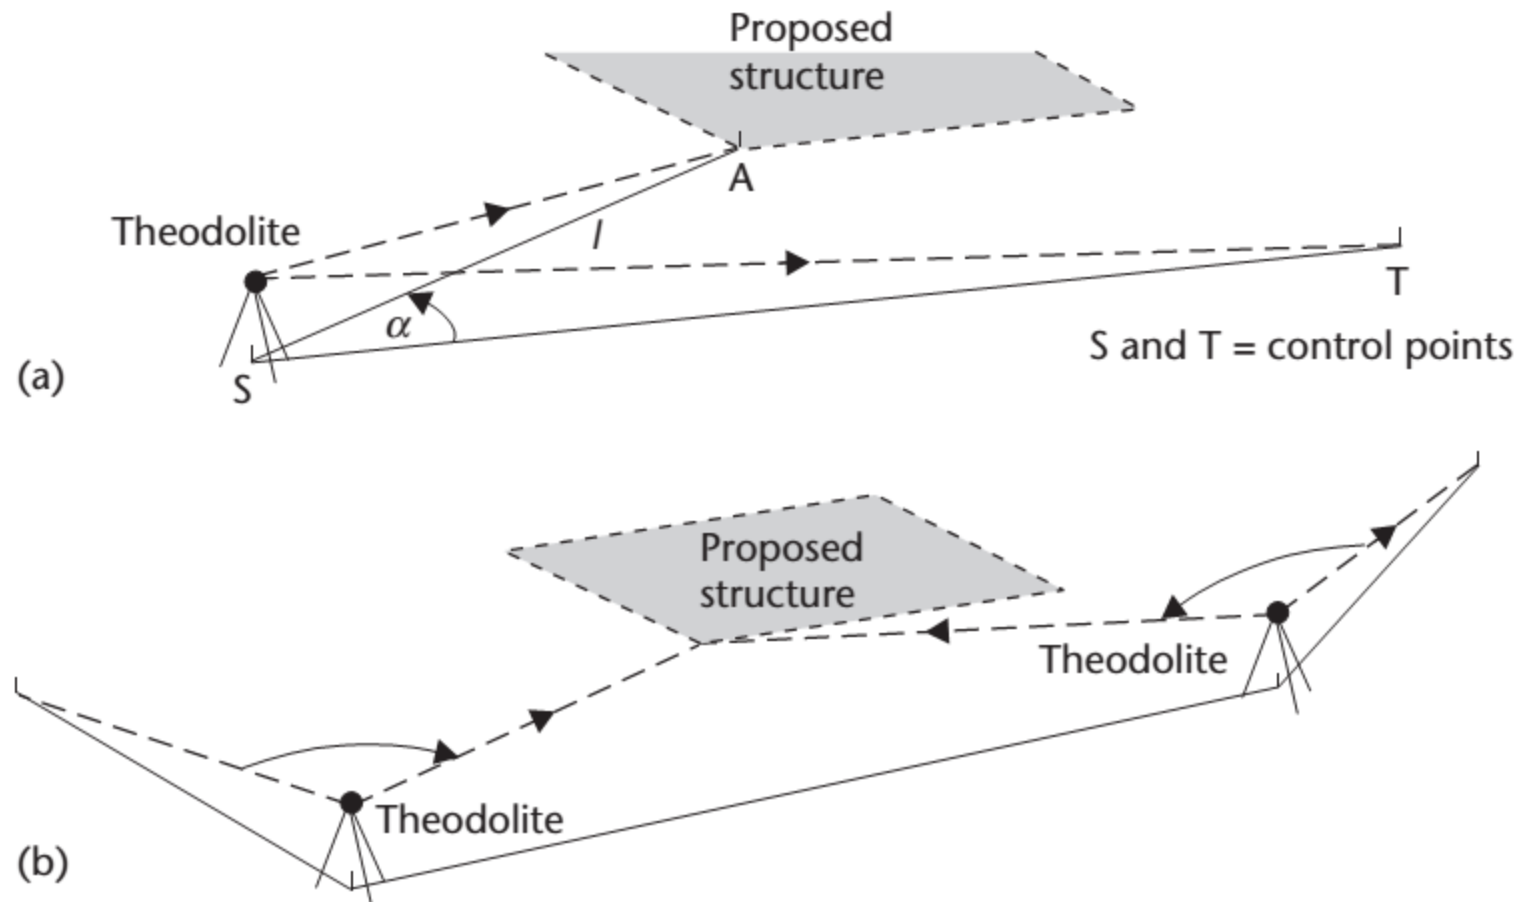 Proposed
structure
A
Theodolite
l
T
α
S and T = control points
(a)
S
Proposed
structure
Theodolite
Theodolite
(b)